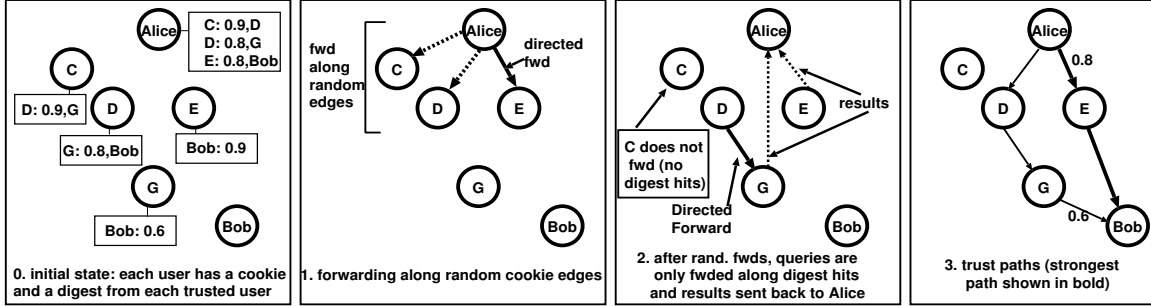 Alice
C: 0.9,D
D: 0.8,G
E: 0.8,Bob
C
D: 0.9,G
D
G: 0.8,Bob
E
Bob: 0.9
G
Bob: 0.6
Bob
0. initial state: each user has a cookie
and a digest from each trusted user
Alice
fwd
along
random
edges
directed
fwd
C
D
E
G
Bob
1. forwarding along random cookie edges
Alice
C
D
E
results
C does not
fwd (no
digest hits)
G
Directed
Forward
Bob
2. after rand. fwds, queries are
only fwded along digest hits
and results sent back to Alice
Alice
0.8
C
D
E
G
0.6
Bob
3. trust paths (strongest
path shown in bold)